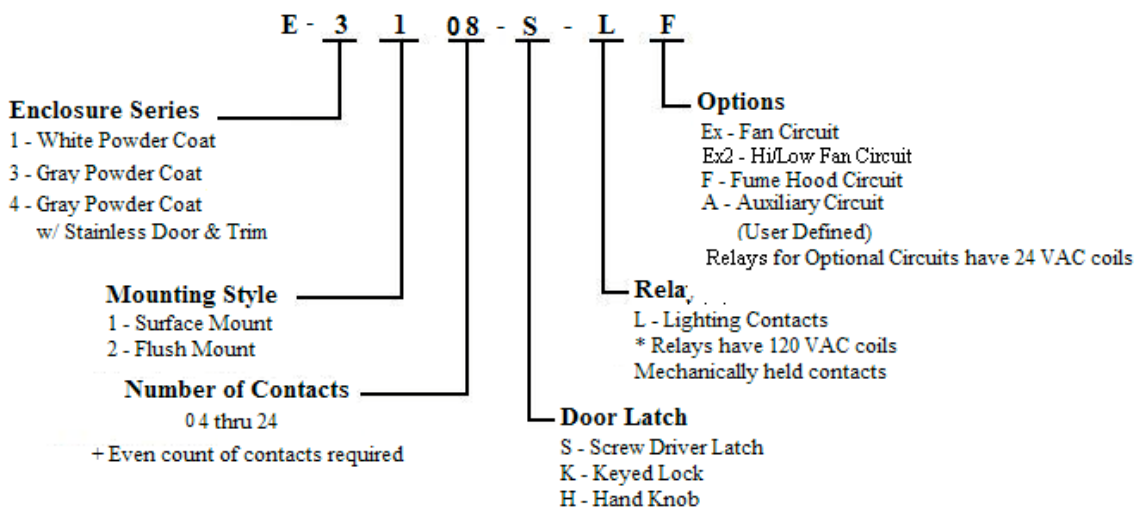 E - 3 1 08 - S - L F
Enclosure Series
1 - White Powder Coat
3 - Gray Powder Coat
4 - Gray Powder Coat
w/ Stainless Door & Trim
Mounting Style
1 - Surface Mount
2 - Flush Mount
Number of Contacts
04 thru 24
+ Even count of contacts required
Options
Ex - Fan Circuit
Ex2 - Hi/Low Fan Circuit
F - Fume Hood Circuit
A - Auxiliary Circuit
(User Defined)
Relays for Optional Circuits have 24 VAC coils
L - Lighting Contacts
* Relays have 120 VAC coils
Mechanically held contacts
Door Latch
S - Screw Driver Latch
K - Keyed Lock
H - Hand Knob